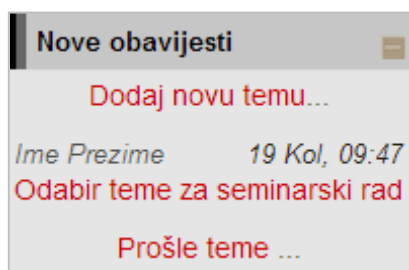 Nove obavijesti
Dodaj novu temu...
Ime Prezime 19 Kol, 09:47
Odabir teme za seminarski rad
Prošle teme ...